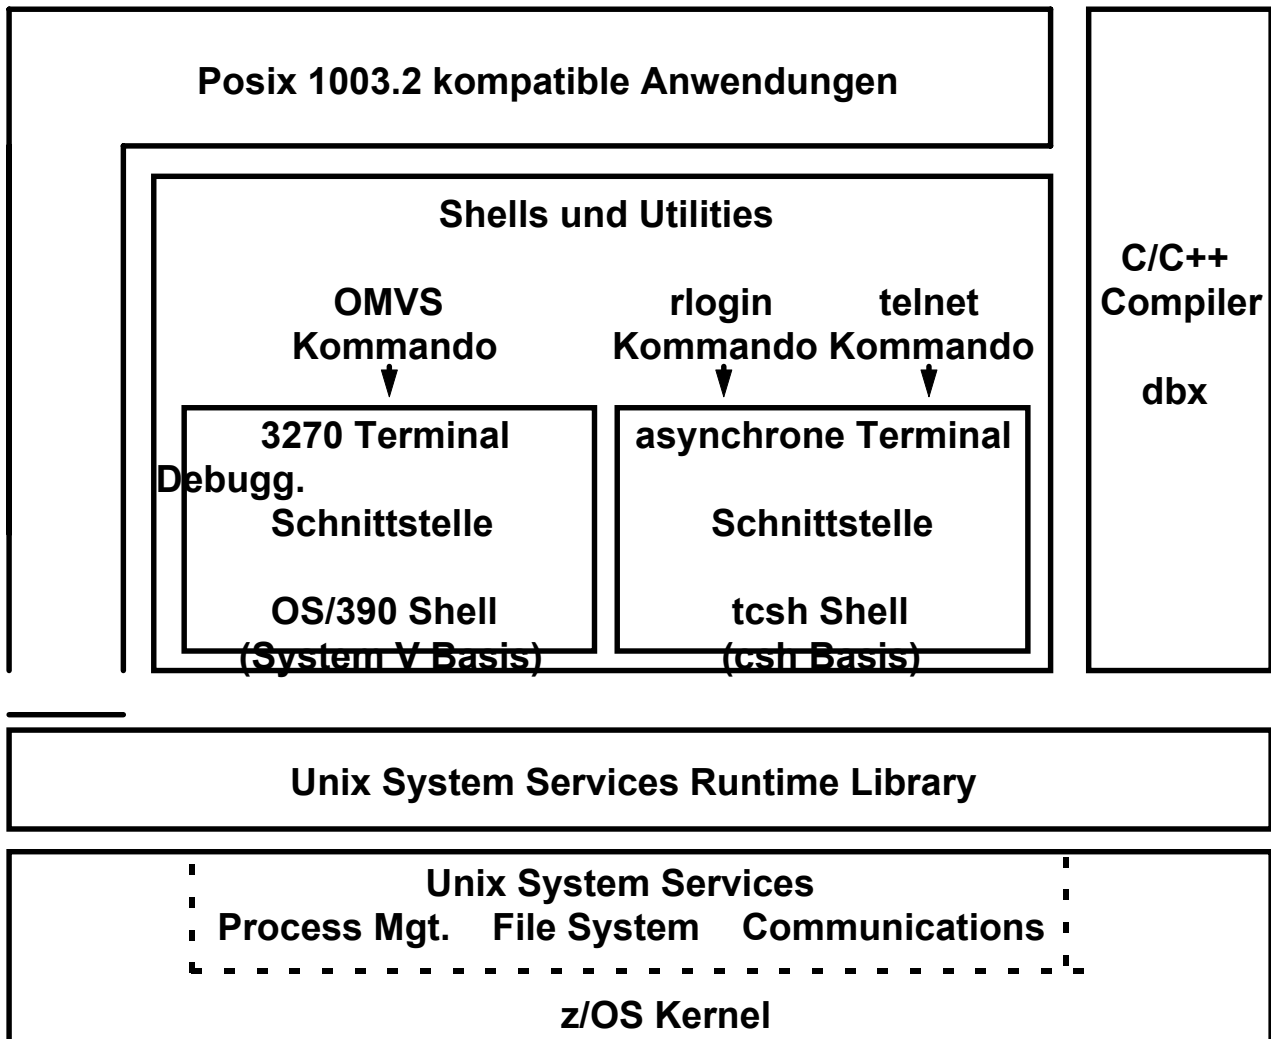 Posix 1003.2 kompatible Anwendungen
Shells und Utilities
OMVS
Kommando
rlogin
Kommando
telnet
Kommando
3270 Terminal
Debugg.
Schnittstelle
OS/390 Shell
(System V Basis)
asynchrone Terminal
Schnittstelle
tcsh Shell
(csh Basis)
C/C++
Compiler
dbx
Unix System Services Runtime Library
Unix System Services
Process Mgt. File System Communications
z/OS Kernel